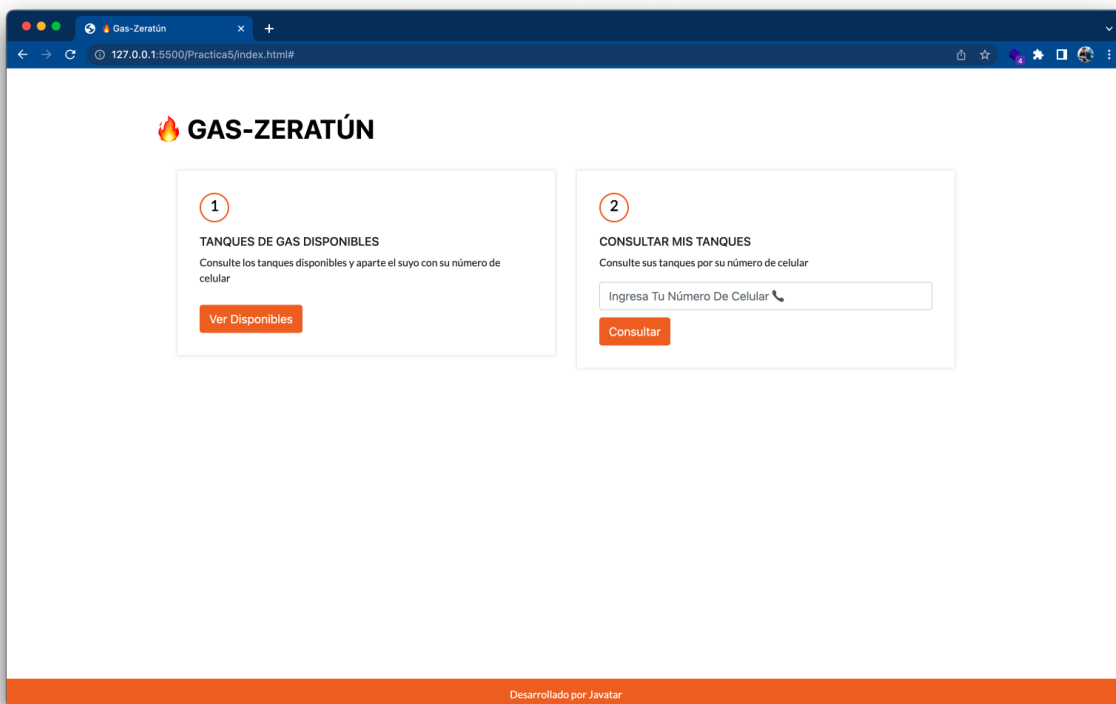 🔥 Gas-Zeratún
127.0.0.1:5500/Practica5/index.html#
4
🔥 GAS-ZERATÚN
1
TANQUES DE GAS DISPONIBLES
Consulte los tanques disponibles y aparte el suyo con su número de
celular
Ver Disponibles
2
CONSULTAR MIS TANQUES
Consulte sus tanques por su número de celular
Ingresa Tu Número De Celular 📞
Consultar
Desarrollado por Javatar